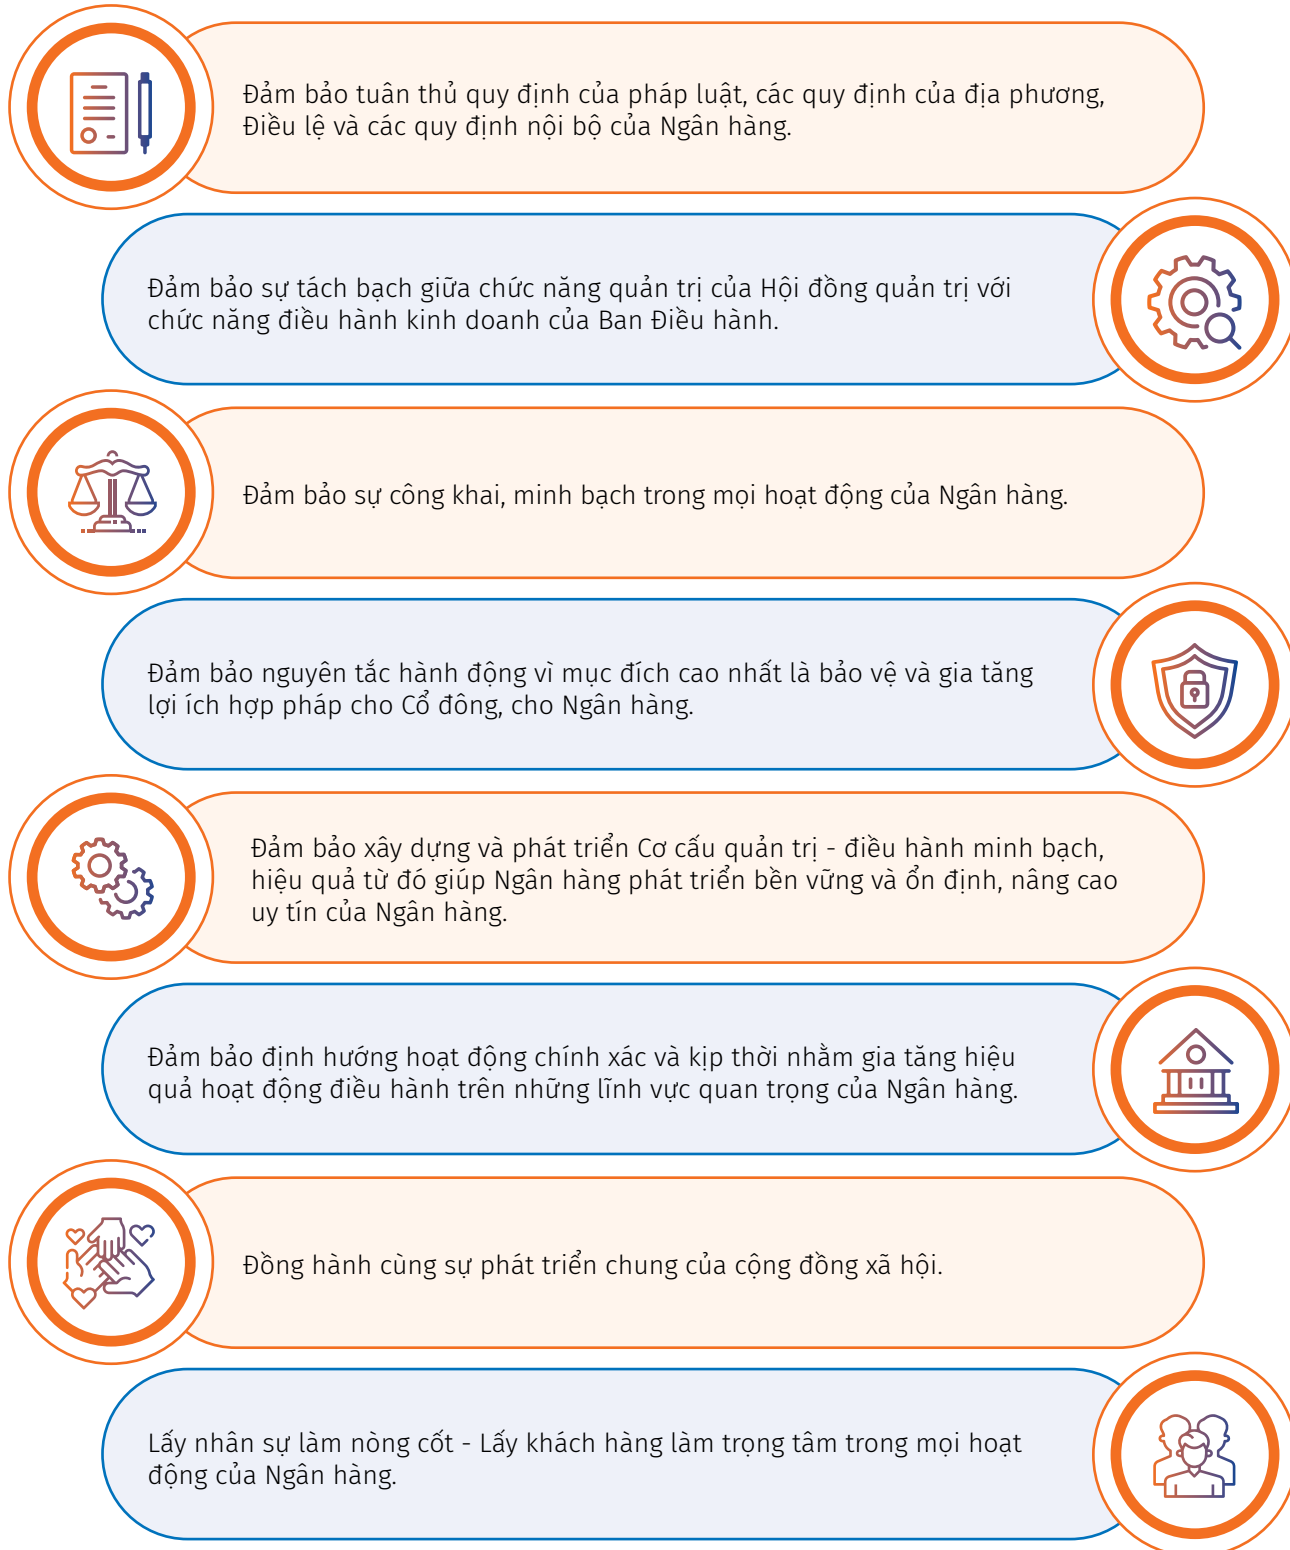 Đảm bảo tuân thủ quy định của pháp luật, các quy định của địa phương,
Điều lệ và các quy định nội bộ của Ngân hàng.
Đảm bảo sự tách bạch giữa chức năng quản trị của Hội đồng quản trị với
chức năng điều hành kinh doanh của Ban Điều hành.
Đảm bảo sự công khai, minh bạch trong mọi hoạt động của Ngân hàng.
Đảm bảo nguyên tắc hành động vì mục đích cao nhất là bảo vệ và gia tăng
lợi ích hợp pháp cho Cổ đông, cho Ngân hàng.
Đảm bảo xây dựng và phát triển Cơ cấu quản trị - điều hành minh bạch,
hiệu quả từ đó giúp Ngân hàng phát triển bền vững và ổn định, nâng cao
uy tín của Ngân hàng.
Đảm bảo định hướng hoạt động chính xác và kịp thời nhằm gia tăng hiệu
quả hoạt động điều hành trên những lĩnh vực quan trọng của Ngân hàng.
Đồng hành cùng sự phát triển chung của cộng đồng xã hội.
Lấy nhân sự làm nòng cốt - Lấy khách hàng làm trọng tâm trong mọi hoạt
động của Ngân hàng.